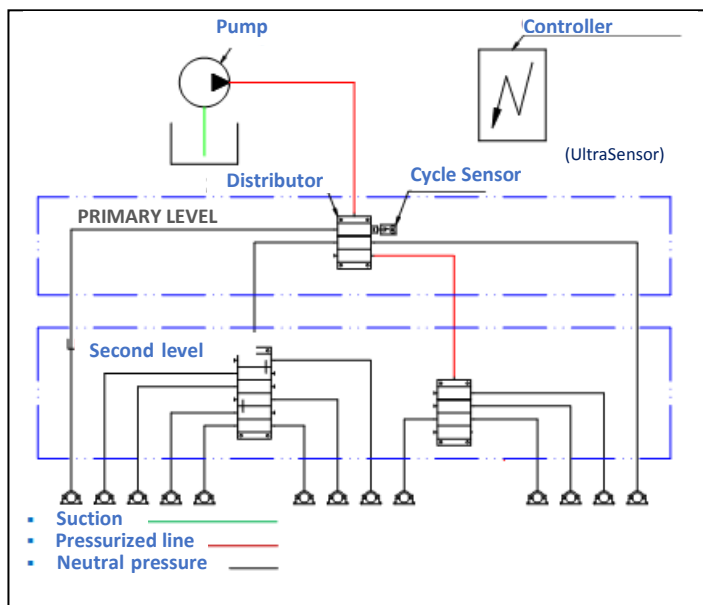 Pump
Controller
(UltraSensor)
Distributor
Cycle Sensor
PRIMARY LEVEL
Second level
Suction
Pressurized line
Neutral pressure